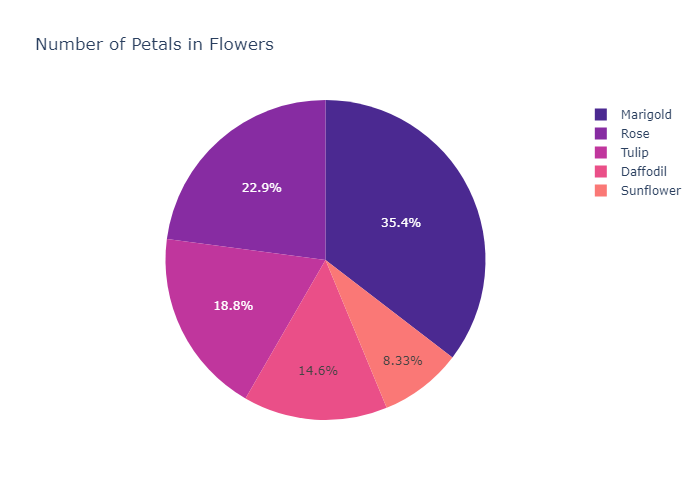 Number of Petals in Flowers
Marigold
Rose
Tulip
Daffodil
Sunflower
22.9%
35.4%
18.8%
14.6%
8.33%